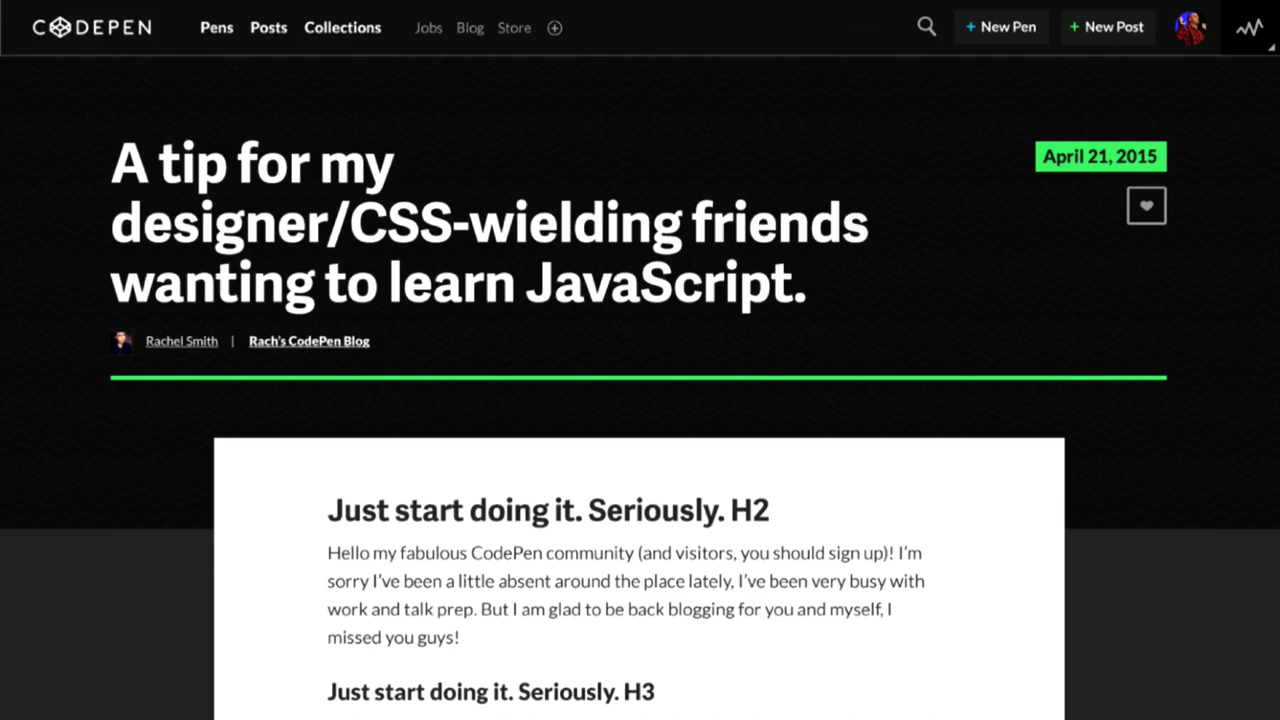 CODEPEN Pens Posts Collections Jobs Blog Store + New Pen + New Post
A tip for my
designer/CSS-wielding friends
wanting to learn JavaScript.
April 21, 2015
Rachel Smith | Rach's CodePen Blog
Just start doing it. Seriously. H2
Hello my fabulous CodePen community (and visitors, you should sign up)! I'm
sorry I've been a little absent around the place lately, I've been very busy with
work and talk prep. But I am glad to be back blogging for you and myself, I
missed you guys!
Just start doing it. Seriously. H3